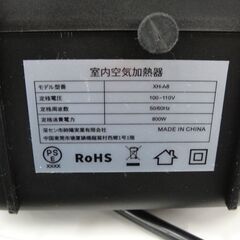 室内空気加熱器
モデル型番 XH-A8
定格電圧 100-110V
定格周波数 50/60Hz
定格消費電力 800W
MADE IN CHINA
PS
E
XXXX
RoHS